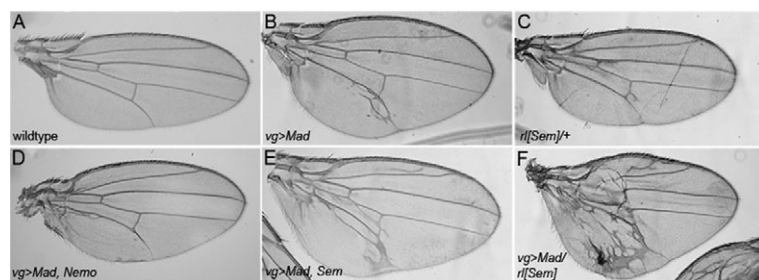 A
wildtype
B
vg>Mad
C
rl[Sem]/+
D
vg>Mad, Nemo
E
vg>Mad, Sem
F
vg>Mad/
rl[Sem]